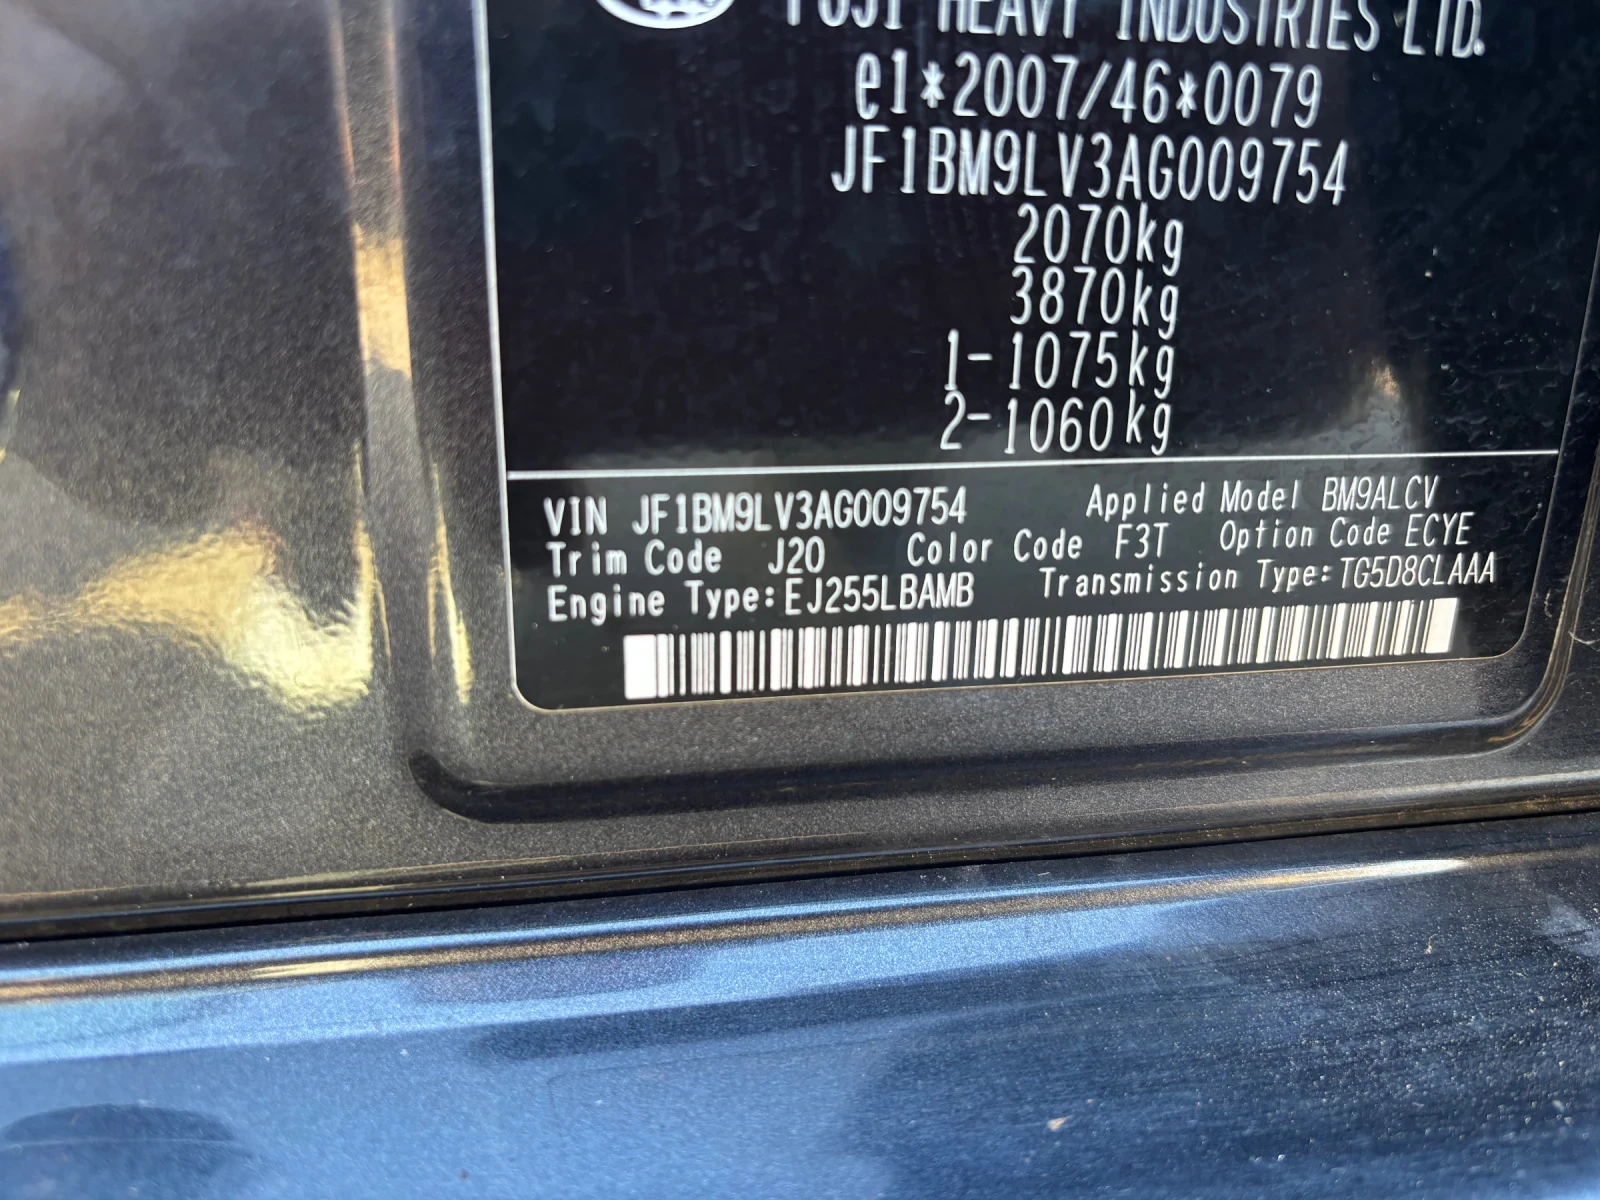 FUJI HEAVY INDUSTRIES LTD.
e1*2007/46*0079
JF1BM9LV3AG009754
2070kg
3870kg
1-1075kg
2-1060kg
VIN JF1BM9LV3AG009754 Applied Model BM9ALCV
Trim Code J20 Color Code F3T Option Code ECYE
Engine Type:EJ255LBAMB Transmission Type:TG5D8CLAAA